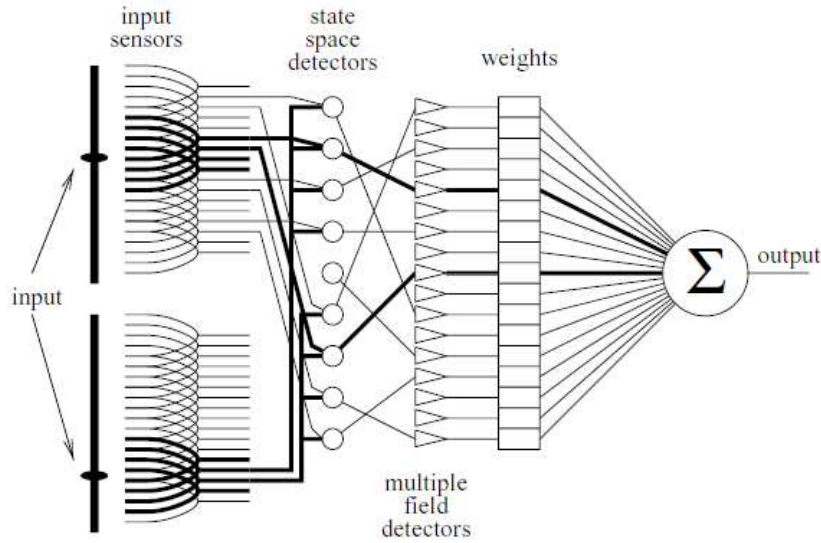 input
sensors
state
space
detectors
weights
input
Σ
output
multiple
field
detectors